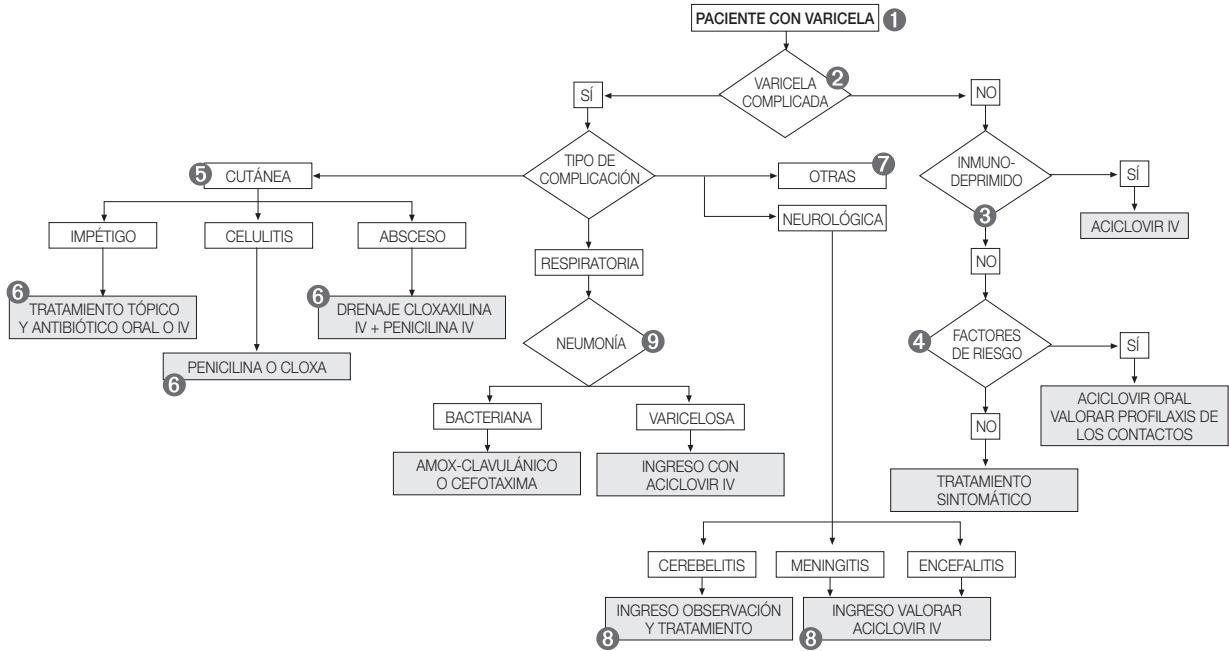 PACIENTE CON VARICELA
1
VARICELA
COMPLICADA
2
SÍ
NO
TIPO DE
COMPLICACIÓN
INMUNO-
DEPRIMIDO
3
SÍ
ACICLOVIR IV
5
CUTÁNEA
OTRAS
7
NEUROLÓGICA
IMPÉTIGO
CELULITIS
ABSCESO
RESPIRATORIA
NO
6
TRATAMIENTO TÓPICO
Y ANTIBIÓTICO ORAL O IV
6
DRENAJE CLOXAXILINA
IV + PENICILINA IV
PENICILINA O CLOXA
6
NEUMONÍA
9
4
FACTORES
DE RIESGO
SÍ
ACICLOVIR ORAL
VALORAR PROFILAXIS DE
LOS CONTACTOS
BACTERIANA
VARICELOSA
NO
AMOX-CLAVULÁNICO
O CEFOTAXIMA
INGRESO CON
ACICLOVIR IV
TRATAMIENTO
SINTOMÁTICO
CEREBELITIS
MENINGITIS
ENCEFALITIS
INGRESO OBSERVACIÓN
Y TRATAMIENTO
8
INGRESO VALORAR
ACICLOVIR IV
8